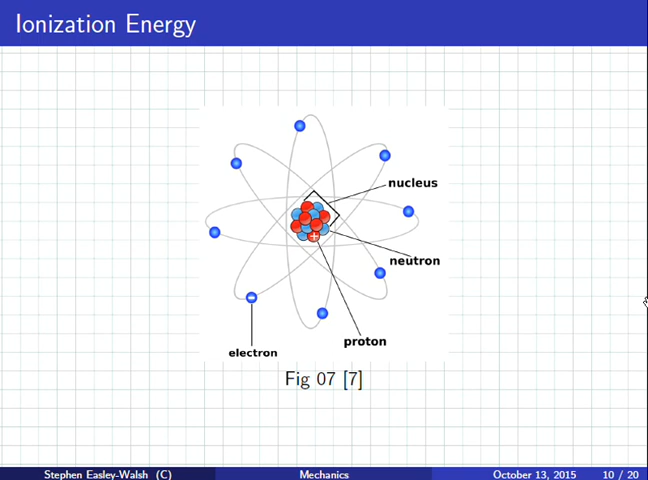 Ionization Energy
nucleus
neutron
proton
electron
Fig 07 [7]
Stephen Easley-Walsh (C) Mechanics October 13, 2015 10 / 20